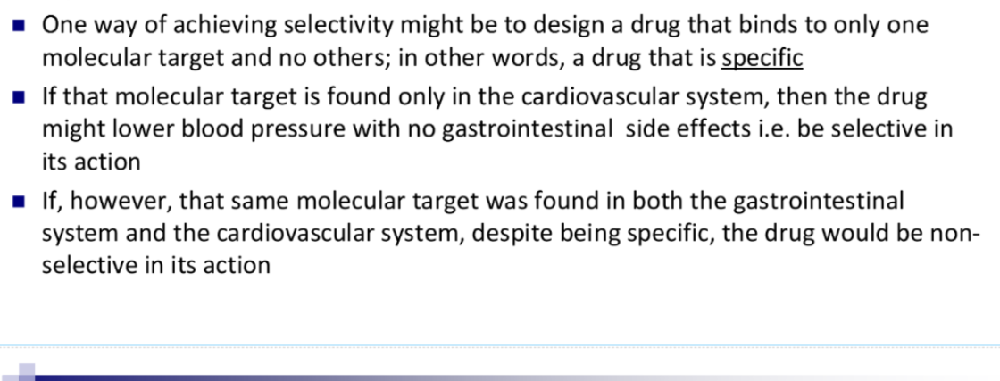 One way of achieving selectivity might be to design a drug that binds to only one
molecular target and no others; in other words, a drug that is specific
If that molecular target is found only in the cardiovascular system, then the drug
might lower blood pressure with no gastrointestinal side effects i.e. be selective in
its action
If, however, that same molecular target was found in both the gastrointestinal
system and the cardiovascular system, despite being specific, the drug would be non-
selective in its action